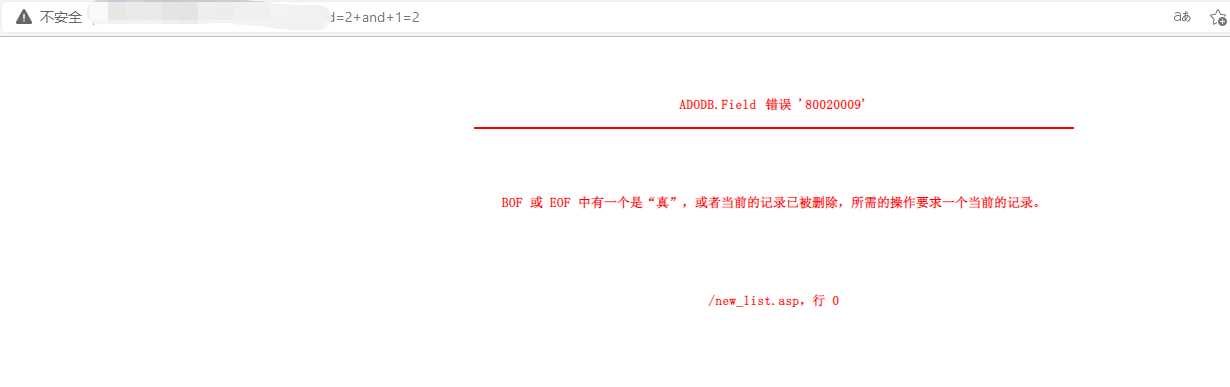 不安全
d=2+and+1=2
aあ
ADODB.Field 错误 '80020009'
BOF 或 EOF 中有一个是“真”，或者当前的记录已被删除，所需的操作要求一个当前的记录。
/new_list.asp，行 0